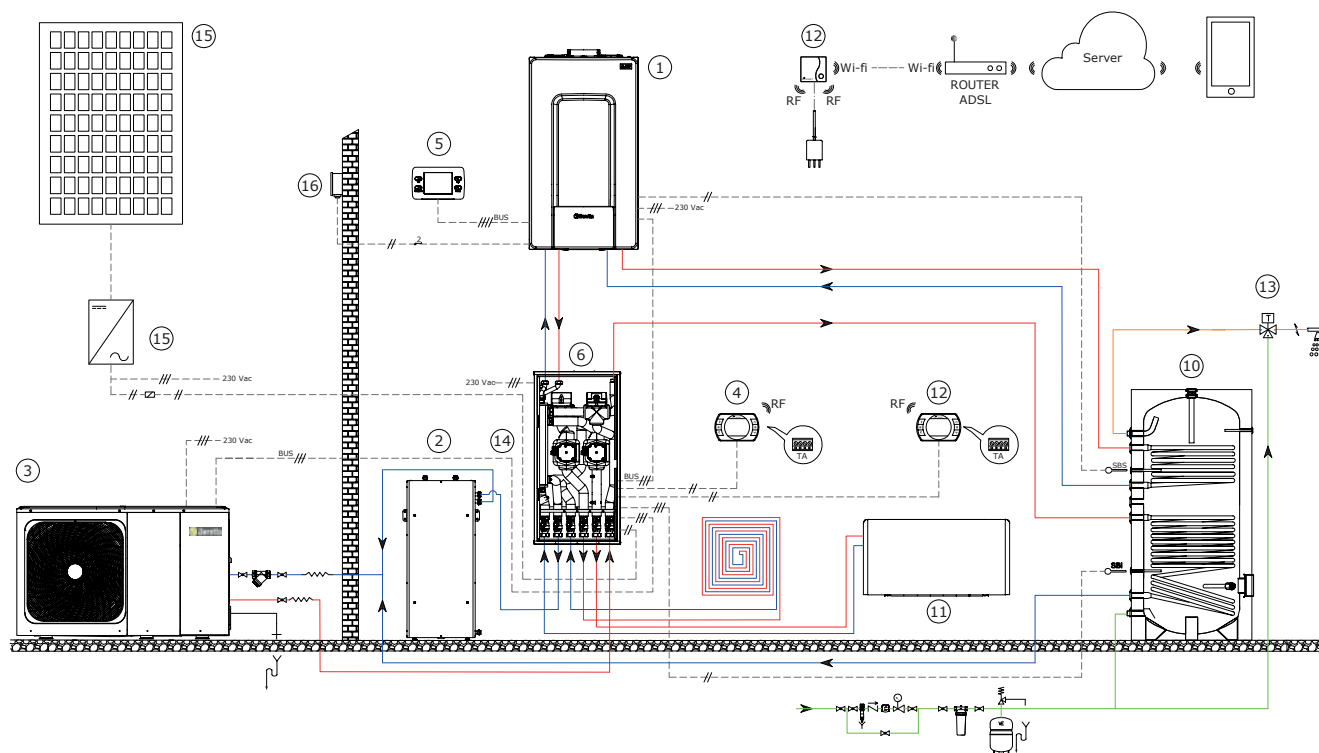 15
1
12
Wi-fi
Wi-fi
RF
RF
ROUTER
ADSL
Server
5
16
BUS
230 Vac
2
13
T
15
6
230 Vac
230 Vac
10
4
RF
TA
12
RF
TA
3
230 Vac
BUS
2
14
BUS
SBS
SBI
11
VE